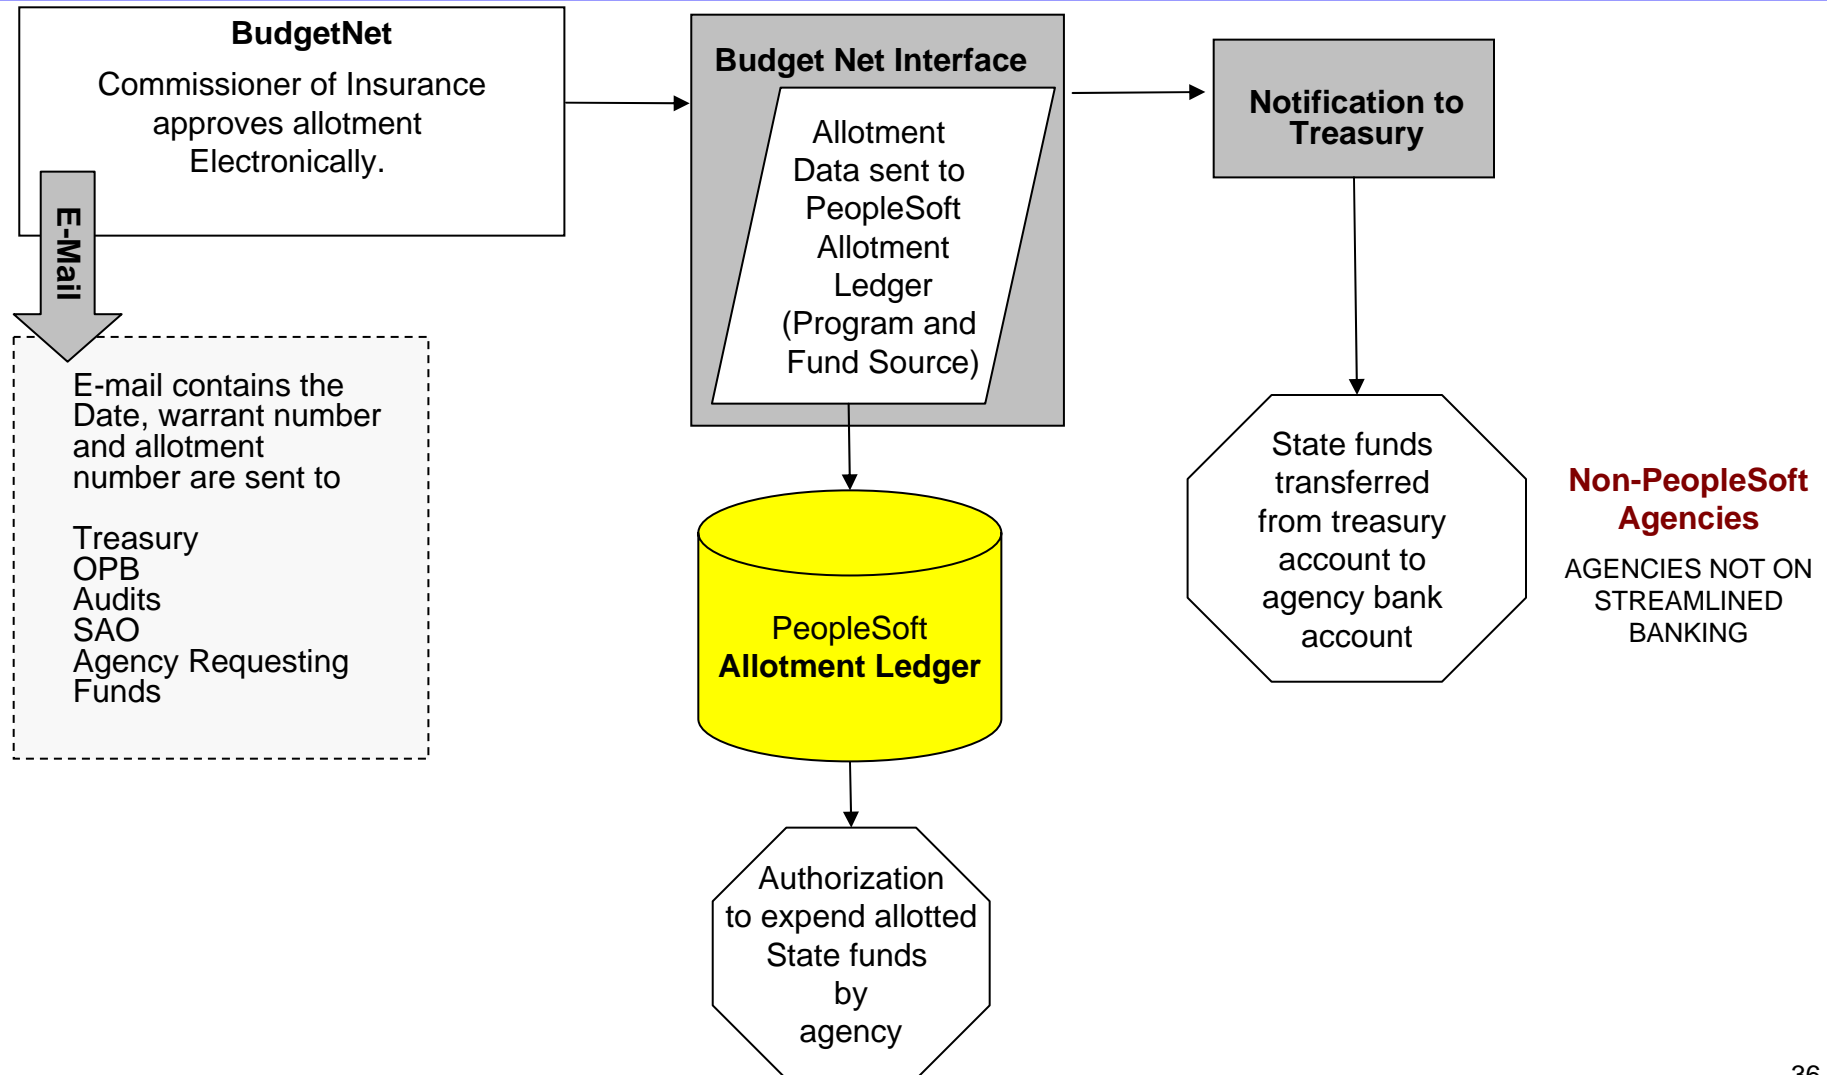 BudgetNet
Commissioner of Insurance
approves allotment
Electronically.
E-Mail
E-mail contains the
Date, warrant number
and allotment
number are sent to
Treasury
OPB
Audits
SAO
Agency Requesting
Funds
Budget Net Interface
Allotment
Data sent to
PeopleSoft
Allotment
Ledger
(Program and
Fund Source)
PeopleSoft
Allotment Ledger
Authorization
to expend allotted
State funds
by
agency
Notification to
Treasury
State funds
transferred
from treasury
account to
agency bank
account
Non-PeopleSoft
Agencies
AGENCIES NOT ON
STREAMLINED
BANKING
36